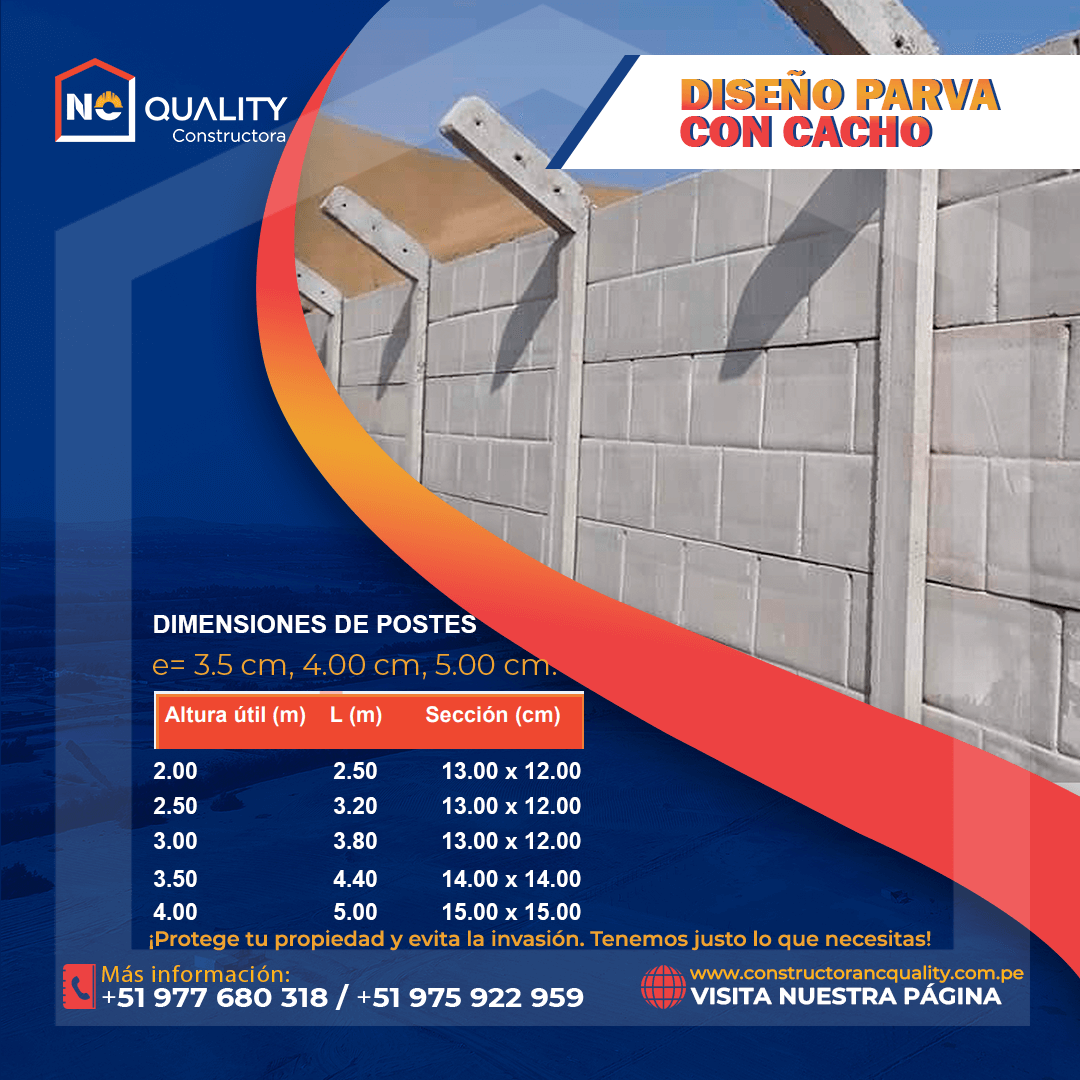 NC QUALITY
Constructora
DISEÑO PARVA
CON CACHO
DIMENSIONES DE POSTES
e= 3.5 cm, 4.00 cm, 5.00 cm.
Altura útil (m) L (m) Sección (cm)
2.00 2.50 13.00 x 12.00
2.50 3.20 13.00 x 12.00
3.00 3.80 13.00 x 12.00
3.50 4.40 14.00 x 14.00
4.00 5.00 15.00 x 15.00
¡Protege tu propiedad y evita la invasión. Tenemos justo lo que necesitas!
Más información:
+51 977 680 318 / +51 975 922 959
www.constructorancquality.com.pe
VISITA NUESTRA PÁGINA